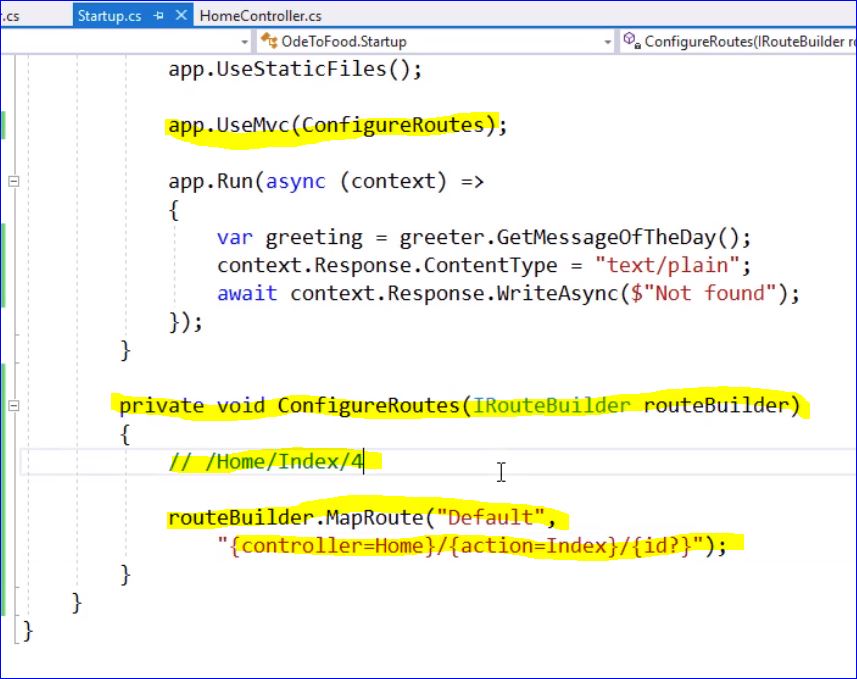 .cs Startup.cs HomeController.cs
OdeToFood.Startup ConfigureRoutes(IRouteBuilder ro
app.UseStaticFiles();
app.UseMvc(ConfigureRoutes);
app.Run(async (context) =>
{
var greeting = greeter.GetMessageOfTheDay();
context.Response.ContentType = "text/plain";
await context.Response.WriteAsync($"Not found");
});
}
private void ConfigureRoutes(IRouteBuilder routeBuilder)
{
// /Home/Index/4
routeBuilder.MapRoute("Default",
"{controller=Home}/{action=Index}/{id?}");
}
}
}